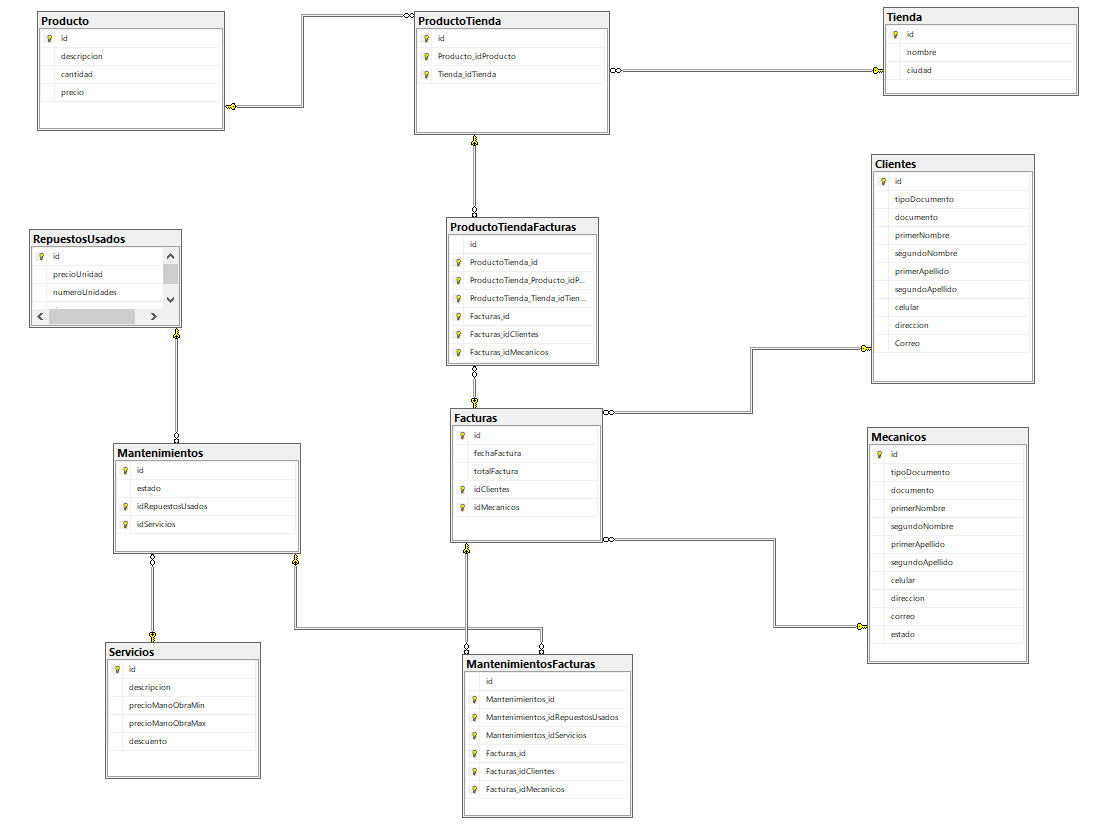 Producto
id
descripcion
cantidad
precio
ProductoTienda
id
Producto_idProducto
Tienda_idTienda
Tienda
id
nombre
ciudad
Clientes
id
tipoDocumento
documento
primerNombre
segundoNombre
primerApellido
segundoApellido
celular
direccion
Correo
RepuestosUsados
id
precioUnidad
numeroUnidades
ProductoTiendaFacturas
id
ProductoTienda_id
ProductoTienda_Producto_idP...
ProductoTienda_Tienda_idTien...
Facturas_id
Facturas_idClientes
Facturas_idMecanicos
Facturas
id
fechaFactura
totalFactura
idClientes
idMecanicos
Mecanicos
id
tipoDocumento
documento
primerNombre
segundoNombre
primerApellido
segundoApellido
celular
direccion
correo
estado
Mantenimientos
id
estado
idRepuestosUsados
idServicios
Servicios
id
descripcion
precioManoObraMin
precioManoObraMax
descuento
MantenimientosFacturas
id
Mantenimientos_id
Mantenimientos_idRepuestosUsados
Mantenimientos_idServicios
Facturas_id
Facturas_idClientes
Facturas_idMecanicos